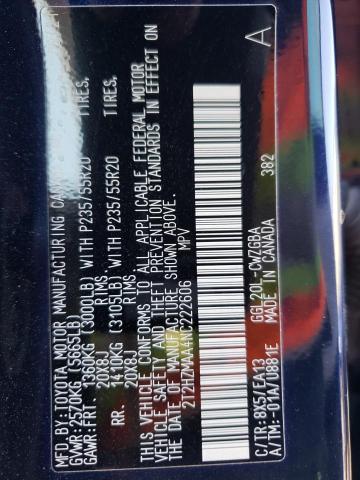 MFD. BY:TOYOTA MOTOR MANUFACTURING CAN
GVWR: 2570KG (5665LB)
GAWR:FRT. 1360KG (3000LB) WITH P235/55R20 TIRES,
20X8J RIMS,
RR. 1410KG (3105LB) WITH P235/55R20 TIRES,
20X8J RIMS,
THIS VEHICLE CONFORMS TO ALL APPLICABLE FEDERAL MOTOR
VEHICLE SAFETY AND THEFT PREVENTION STANDARDS IN EFFECT ON
THE DATE OF MANUFACTURE SHOWN ABOVE.
2T2HZMAA4NC222606 MPV
A
C/TR:8X5/EA13 GGL20L-CWZGBA
A/TM:-01A/U881E MADE IN CANADA 382